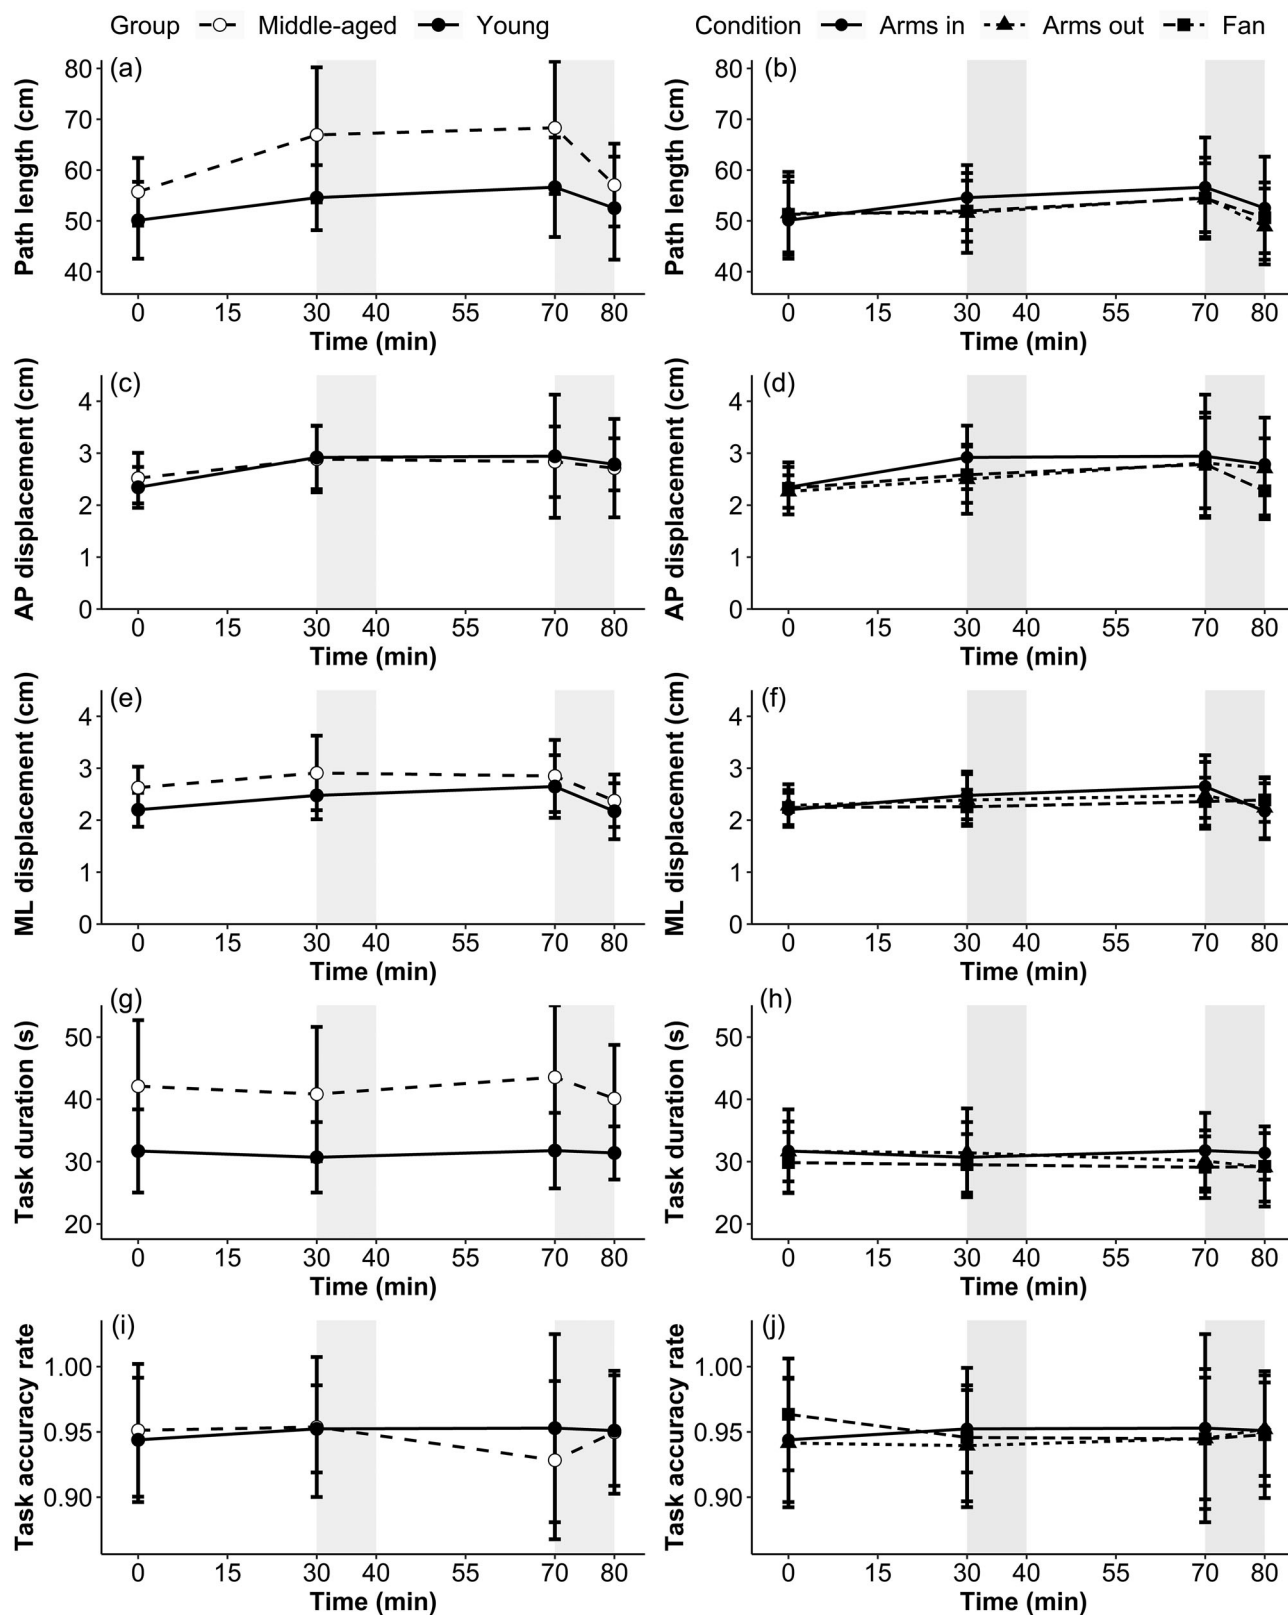 Group Middle-aged Young
Condition Arms in Arms out Fan
(a)
Path length (cm)
80
70
60
50
40
0 15 30 40 55 70 80
Time (min)
(b)
Path length (cm)
80
70
60
50
40
0 15 30 40 55 70 80
Time (min)
(c)
AP displacement (cm)
4
3
2
1
0
0 15 30 40 55 70 80
Time (min)
(d)
AP displacement (cm)
4
3
2
1
0
0 15 30 40 55 70 80
Time (min)
(e)
ML displacement (cm)
4
3
2
1
0
0 15 30 40 55 70 80
Time (min)
(f)
ML displacement (cm)
4
3
2
1
0
0 15 30 40 55 70 80
Time (min)
(g)
Task duration (s)
50
40
30
20
0 15 30 40 55 70 80
Time (min)
(h)
Task duration (s)
50
40
30
20
0 15 30 40 55 70 80
Time (min)
(i)
Task accuracy rate
1.00
0.95
0.90
0 15 30 40 55 70 80
Time (min)
(j)
Task accuracy rate
1.00
0.95
0.90
0 15 30 40 55 70 80
Time (min)